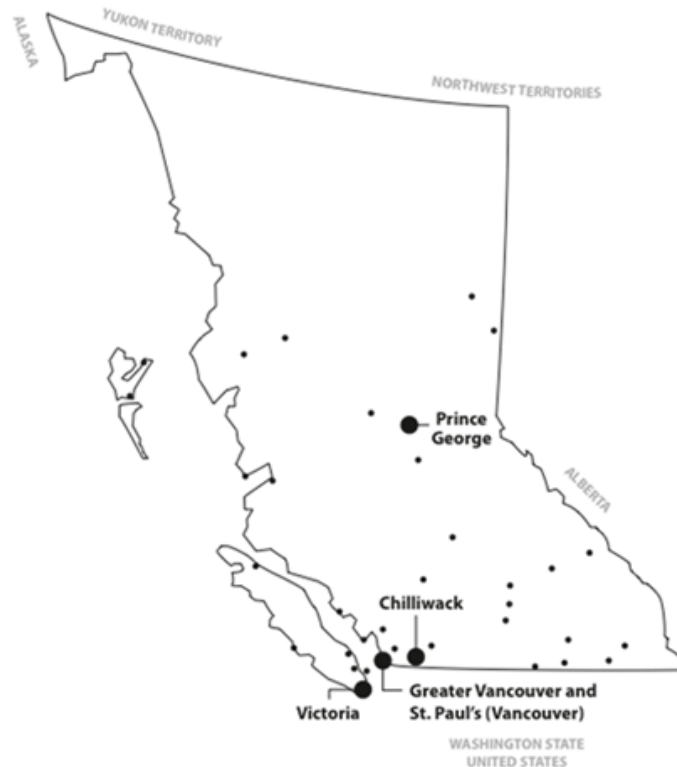 YUKON TERRITORY
ALASKA
NORTHWEST TERRITORIES
Prince
George
ALBERTA
Chilliwack
Greater Vancouver and
St. Paul's (Vancouver)
Victoria
WASHINGTON STATE
UNITED STATES